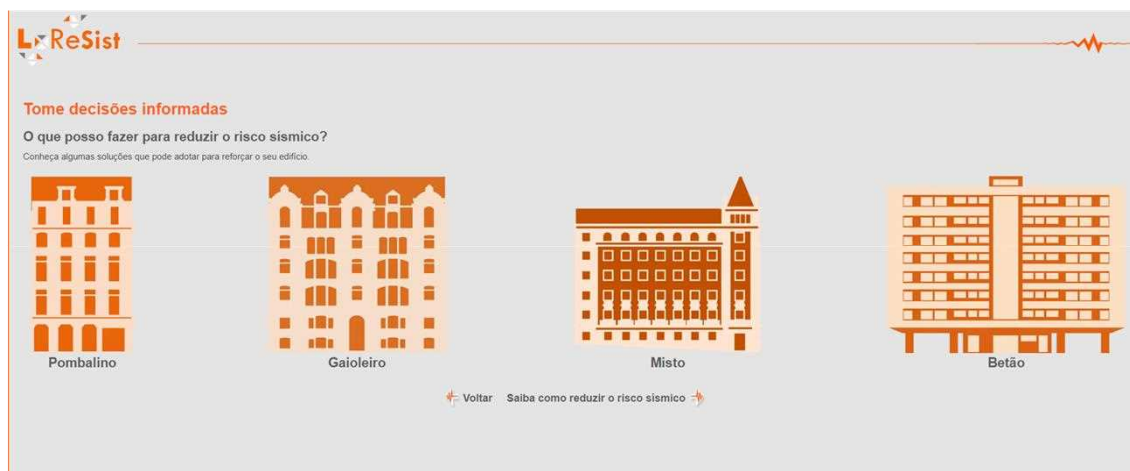 LxReSist
Tome decisões informadas
O que posso fazer para reduzir o risco sísmico?
Conheça algumas soluções que pode adotar para reforçar o seu edifício.
Pombalino
Gaioleiro
Misto
Betão
Voltar Saiba como reduzir o risco sísmico